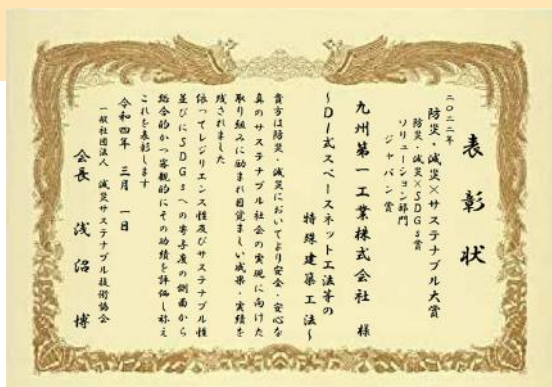 表彰状
二〇二二年
防災・減災×サステナブル大賞
防災・減災×SDGs賞
ソリューション部門
ジャパン賞
九州第一工業株式会社 様
~DI式スペースネット工法等の
特殊建築工法~
貴方は防災・減災においてより安全・安心な
真のサステナブル社会の実現に向けた
取り組みに励まれ目覚ましい成果・実績を
残されました
依ってレジリエンス性及びサステナブル性
並びにSDGsへの寄与度の側面から
総合的かつ客観的にその功績を評価し称え
これを表彰します
令和四年 三月 一日
一般社団法人 減災サステナブル技術協会
会長 浅沼 博